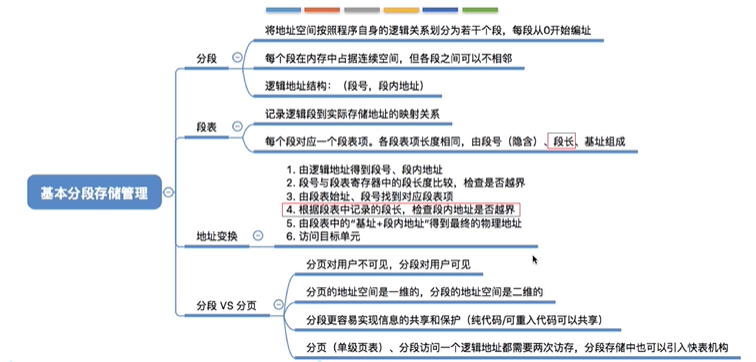 将地址空间按照程序自身的逻辑关系划分为若干个段，每段从0开始编址
分段
每个段在内存中占据连续空间，但各段之间可以不相邻
逻辑地址结构：（段号，段内地址）
记录逻辑段到实际存储地址的映射关系
段表
每个段对应一个段表项。各段表项长度相同，由段号（隐含）、段长、基址组成
基本分段存储管理
1. 由逻辑地址得到段号、段内地址
2. 段号与段表寄存器中的段长度比较，检查是否越界
3. 由段表始址、段号找到对应段表项
4. 根据段表中记录的段长，检查段内地址是否越界
5. 由段表中的“基址+段内地址”得到最终的物理地址
6. 访问目标单元
地址变换
分页对用户不可见，分段对用户可见
分页的地址空间是一维的，分段的地址空间是二维的
分段 VS 分页
分段更容易实现信息的共享和保护（纯代码/可重入代码可以共享）
分页（单级页表）、分段访问一个逻辑地址都需要两次访存，分段存储中也可以引入快表机构